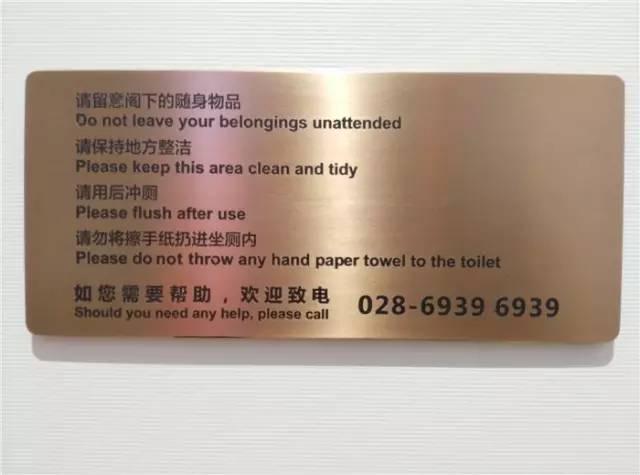 请留意阁下的随身物品
Do not leave your belongings unattended
请保持地方整洁
Please keep this area clean and tidy
请用后冲厕
Please flush after use
请勿将擦手纸扔进坐厕内
Please do not throw any hand paper towel to the toilet
如您需要帮助，欢迎致电 028-6939 6939
Should you need any help, please call